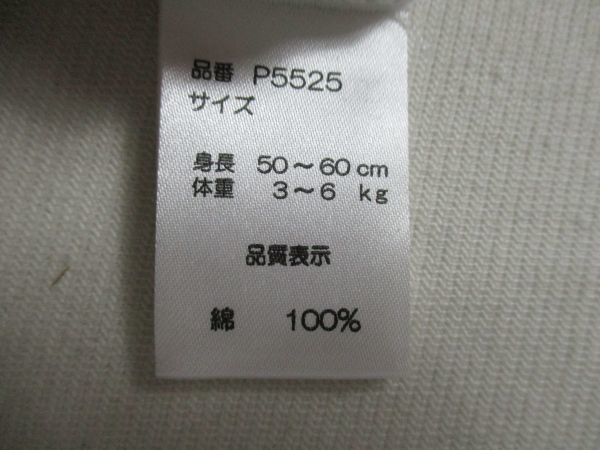 品番 P5525
サイズ
身長 50～60cm
体重 3～6 kg
品質表示
綿 100%